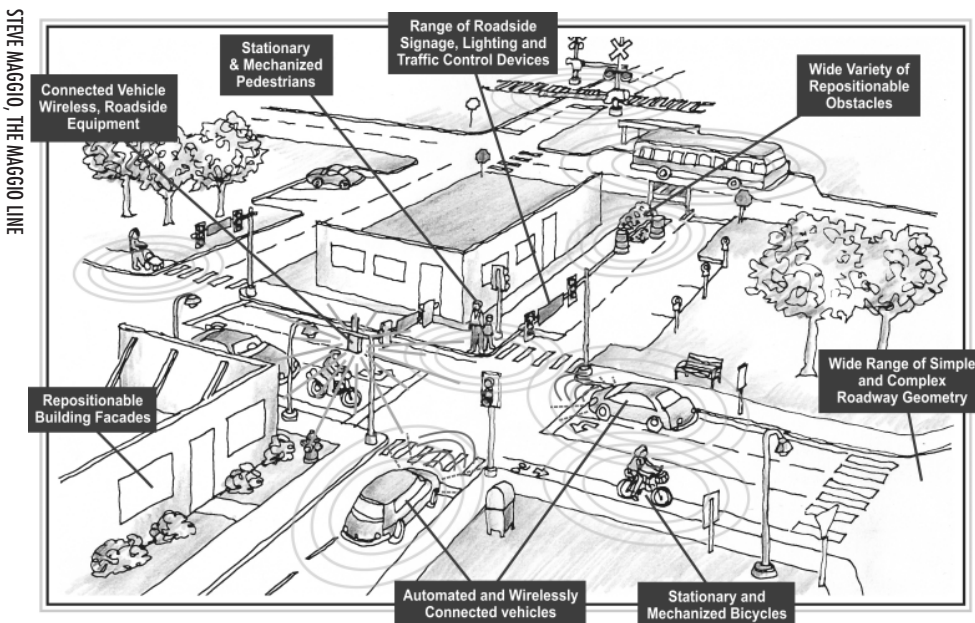 STEVE MAGGIO, THE MAGGIO LINE
Range of Roadside
Signage, Lighting and
Traffic Control Devices
Stationary
& Mechanized
Pedestrians
Wide Variety of
Repositionable
Obstacles
Connected Vehicle
Wireless, Roadside
Equipment
Wide Range of Simple
and Complex
Roadway Geometry
Repositionable
Building Facades
Automated and Wirelessly
Connected vehicles
Stationary and
Mechanized Bicycles